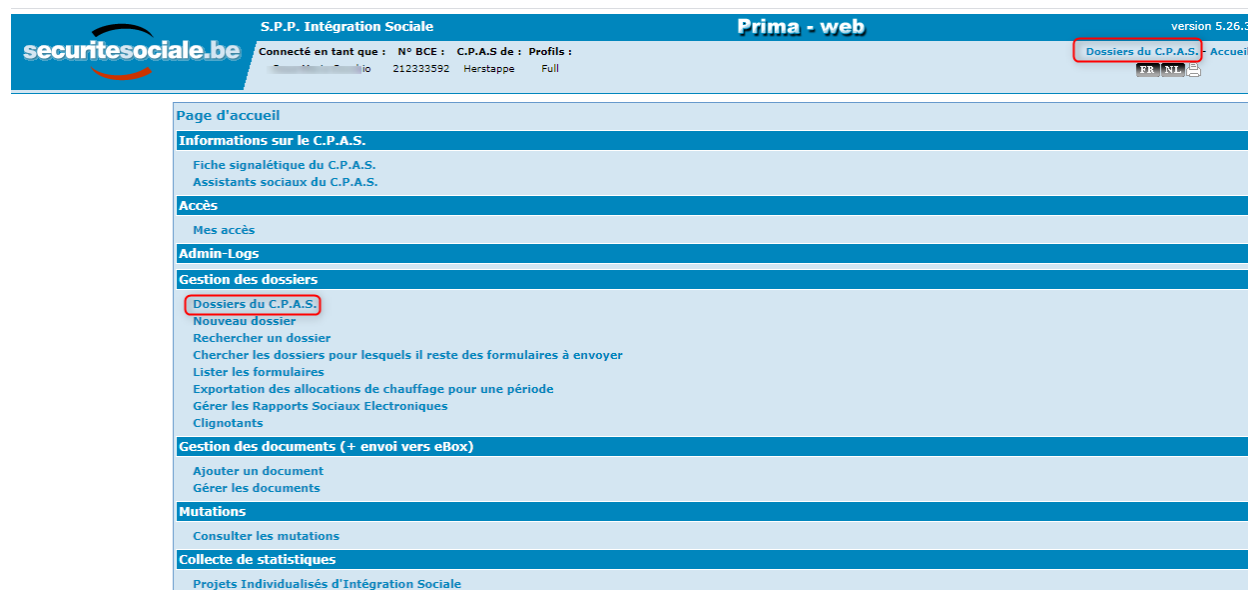 S.P.P. Intégration Sociale
Prima - web
version 5.26.3
securitesociale.be
Connecté en tant que : N° BCE : C.P.A.S de : Profils :
io 212333592 Herstappe Full
Dossiers du C.P.A.S. - Accueil
FR NL
Page d'accueil
Informations sur le C.P.A.S.
Fiche signalétique du C.P.A.S.
Assistants sociaux du C.P.A.S.
Accès
Mes accès
Admin-Logs
Gestion des dossiers
Dossiers du C.P.A.S.
Nouveau dossier
Rechercher un dossier
Chercher les dossiers pour lesquels il reste des formulaires à envoyer
Lister les formulaires
Exportation des allocations de chauffage pour une période
Gérer les Rapports Sociaux Electroniques
Clignotants
Gestion des documents (+ envoi vers eBox)
Ajouter un document
Gérer les documents
Mutations
Consulter les mutations
Collecte de statistiques
Projets Individualisés d'Intégration Sociale